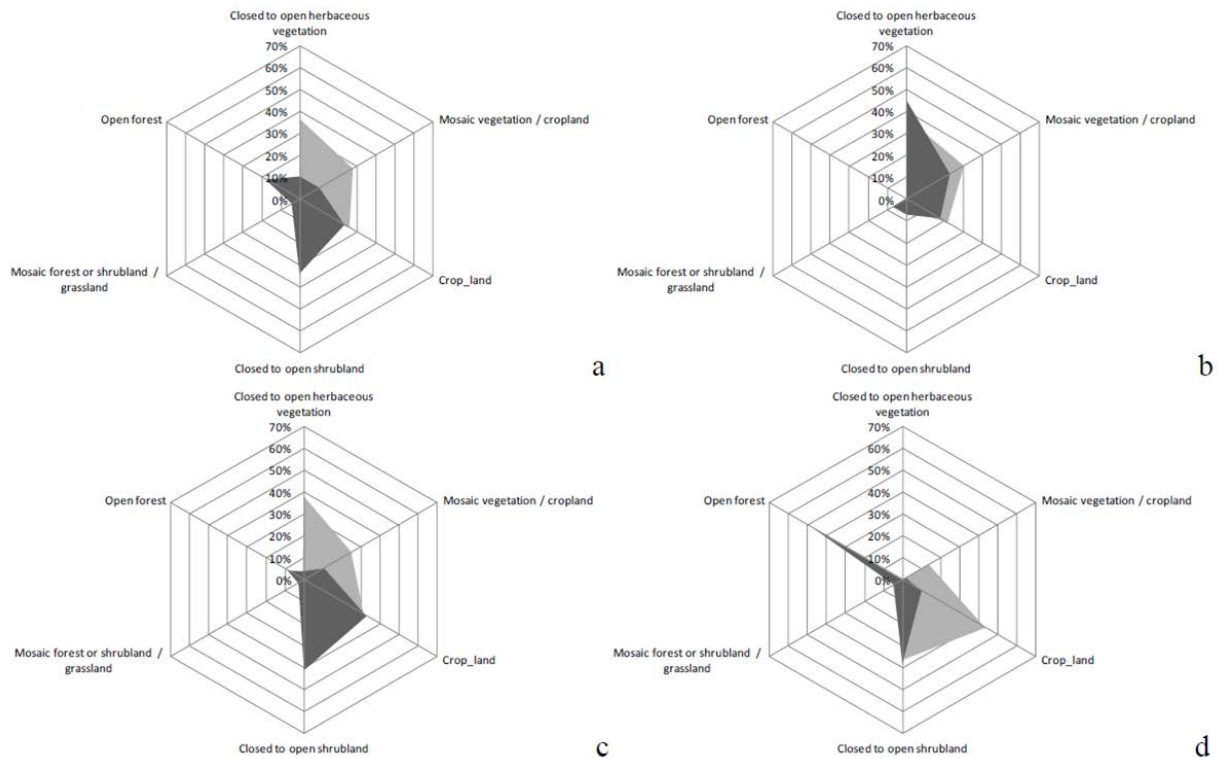 Closed to open herbaceous
vegetation
70%
60%
50%
40%
30%
20%
10%
0%
Open forest
Mosaic vegetation / cropland
Mosaic forest or shrubland /
grassland
Crop_land
Closed to open shrubland
a
Closed to open herbaceous
vegetation
70%
60%
50%
40%
30%
20%
10%
0%
Open forest
Mosaic vegetation / cropland
Mosaic forest or shrubland /
grassland
Crop_land
Closed to open shrubland
b
Closed to open herbaceous
vegetation
70%
60%
50%
40%
30%
20%
10%
0%
Open forest
Mosaic vegetation / cropland
Mosaic forest or shrubland /
grassland
Crop_land
Closed to open shrubland
c
Closed to open herbaceous
vegetation
70%
60%
50%
40%
30%
20%
10%
0%
Open forest
Mosaic vegetation / cropland
Mosaic forest or shrubland /
grassland
Crop_land
Closed to open shrubland
d